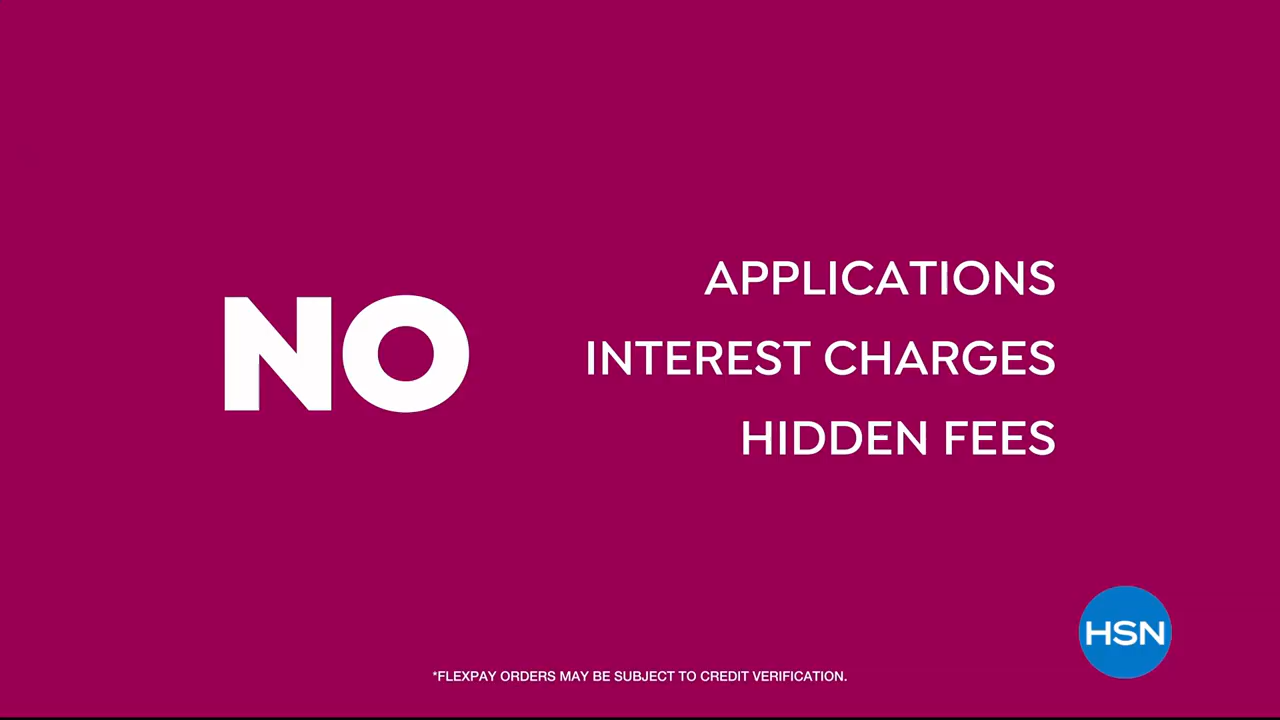 NO
APPLICATIONS
INTEREST CHARGES
HIDDEN FEES
HSN
*FLEXPAY ORDERS MAY BE SUBJECT TO CREDIT VERIFICATION.